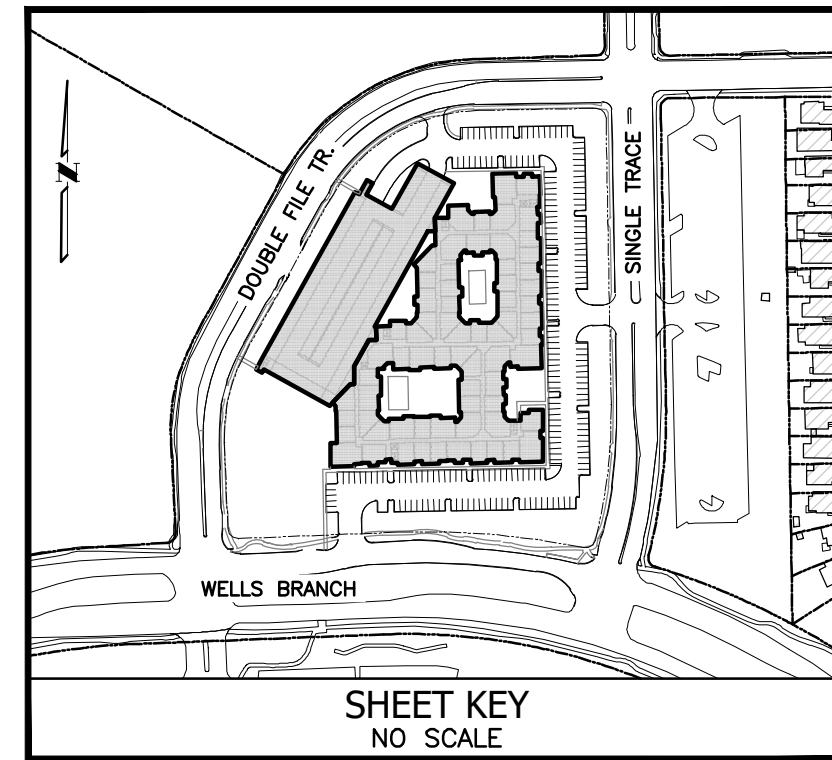 N
DOUBLE FILE TR.
SINGLE TRACE
WELLS BRANCH
SHEET KEY
NO SCALE